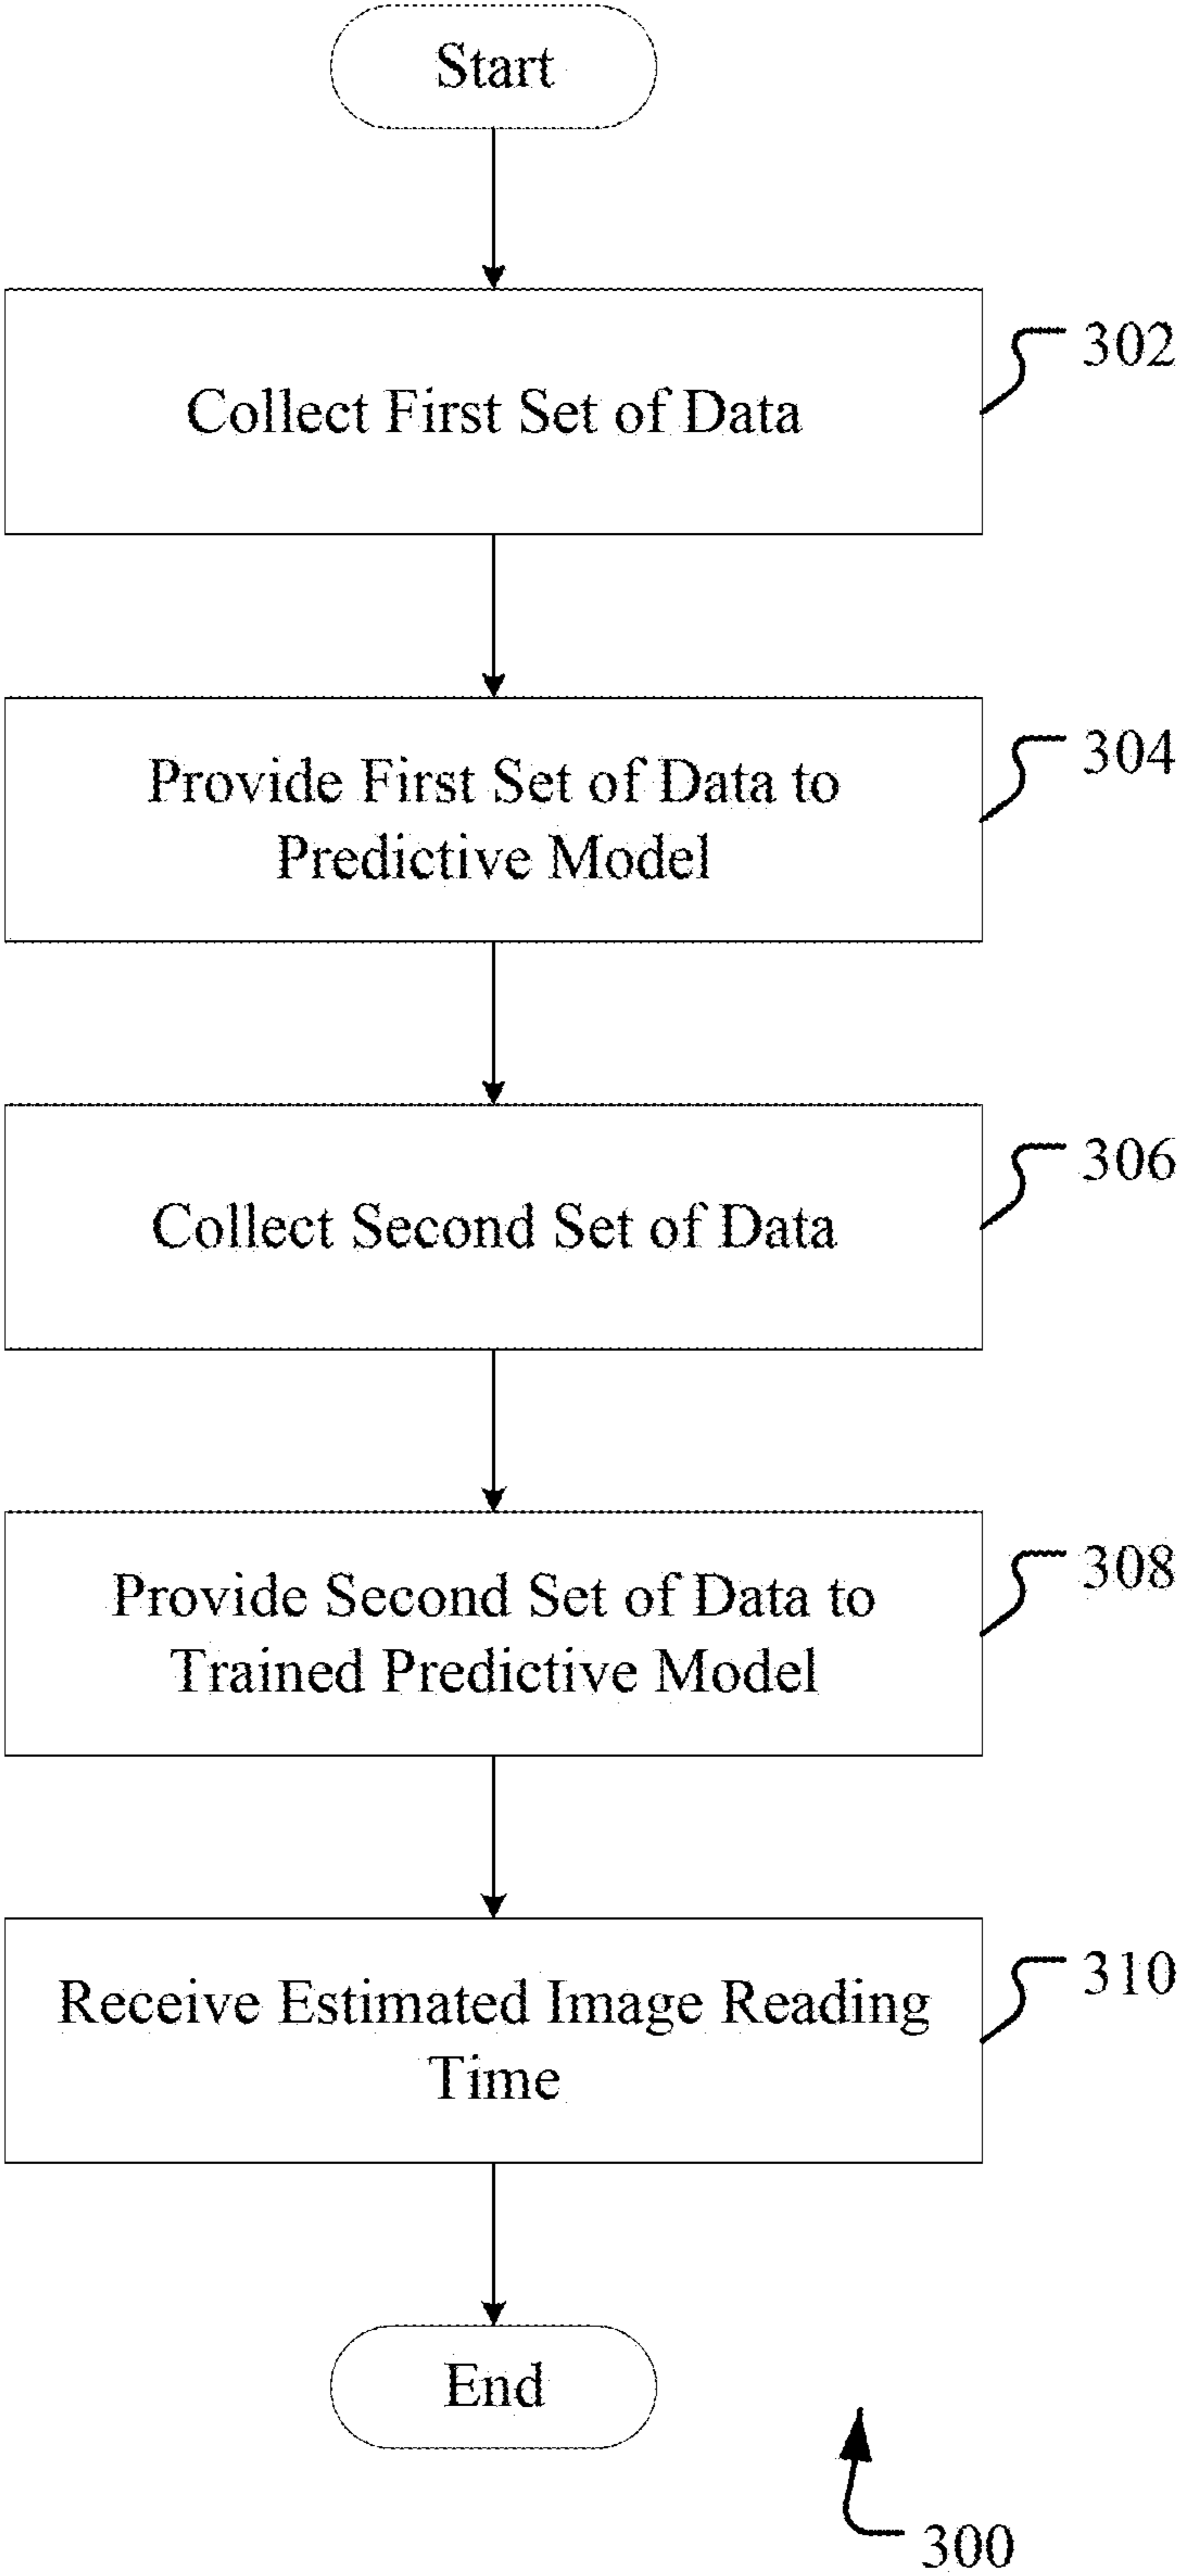 Start
Collect First Set of Data
302
Provide First Set of Data to
Predictive Model
304
Collect Second Set of Data
306
Provide Second Set of Data to
Trained Predictive Model
308
Receive Estimated Image Reading
Time
310
End
300